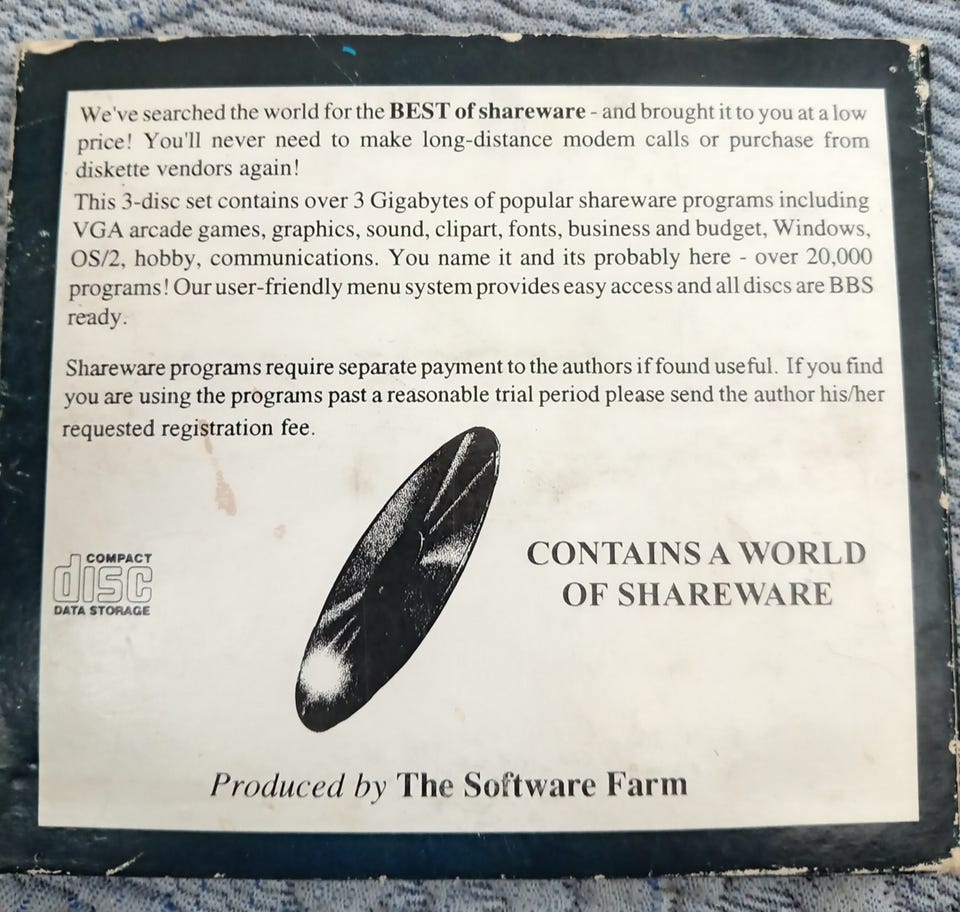 We've searched the world for the BEST of shareware - and brought it to you at a low
price! You'll never need to make long-distance modem calls or purchase from
diskette vendors again!
This 3-disc set contains over 3 Gigabytes of popular shareware programs including
VGA arcade games, graphics, sound, clipart, fonts, business and budget, Windows,
OS/2, hobby, communications. You name it and its probably here - over 20,000
programs! Our user-friendly menu system provides easy access and all discs are BBS
ready.
Shareware programs require separate payment to the authors if found useful. If you find
you are using the programs past a reasonable trial period please send the author his/her
requested registration fee.
COMPACT
disc
DATA STORAGE
CONTAINS A WORLD
OF SHAREWARE
Produced by The Software Farm